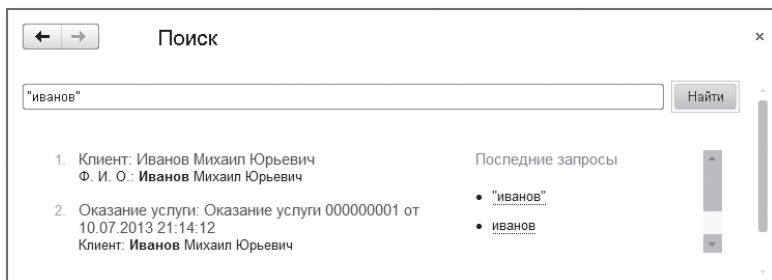 Поиск
"иванов"
Найти
1. Клиент: Иванов Михаил Юрьевич
Ф. И. О.: Иванов Михаил Юрьевич
2. Оказание услуги: Оказание услуги 000000001 от
10.07.2013 21:14:12
Клиент: Иванов Михаил Юрьевич
Последние запросы
• "иванов"
• иванов